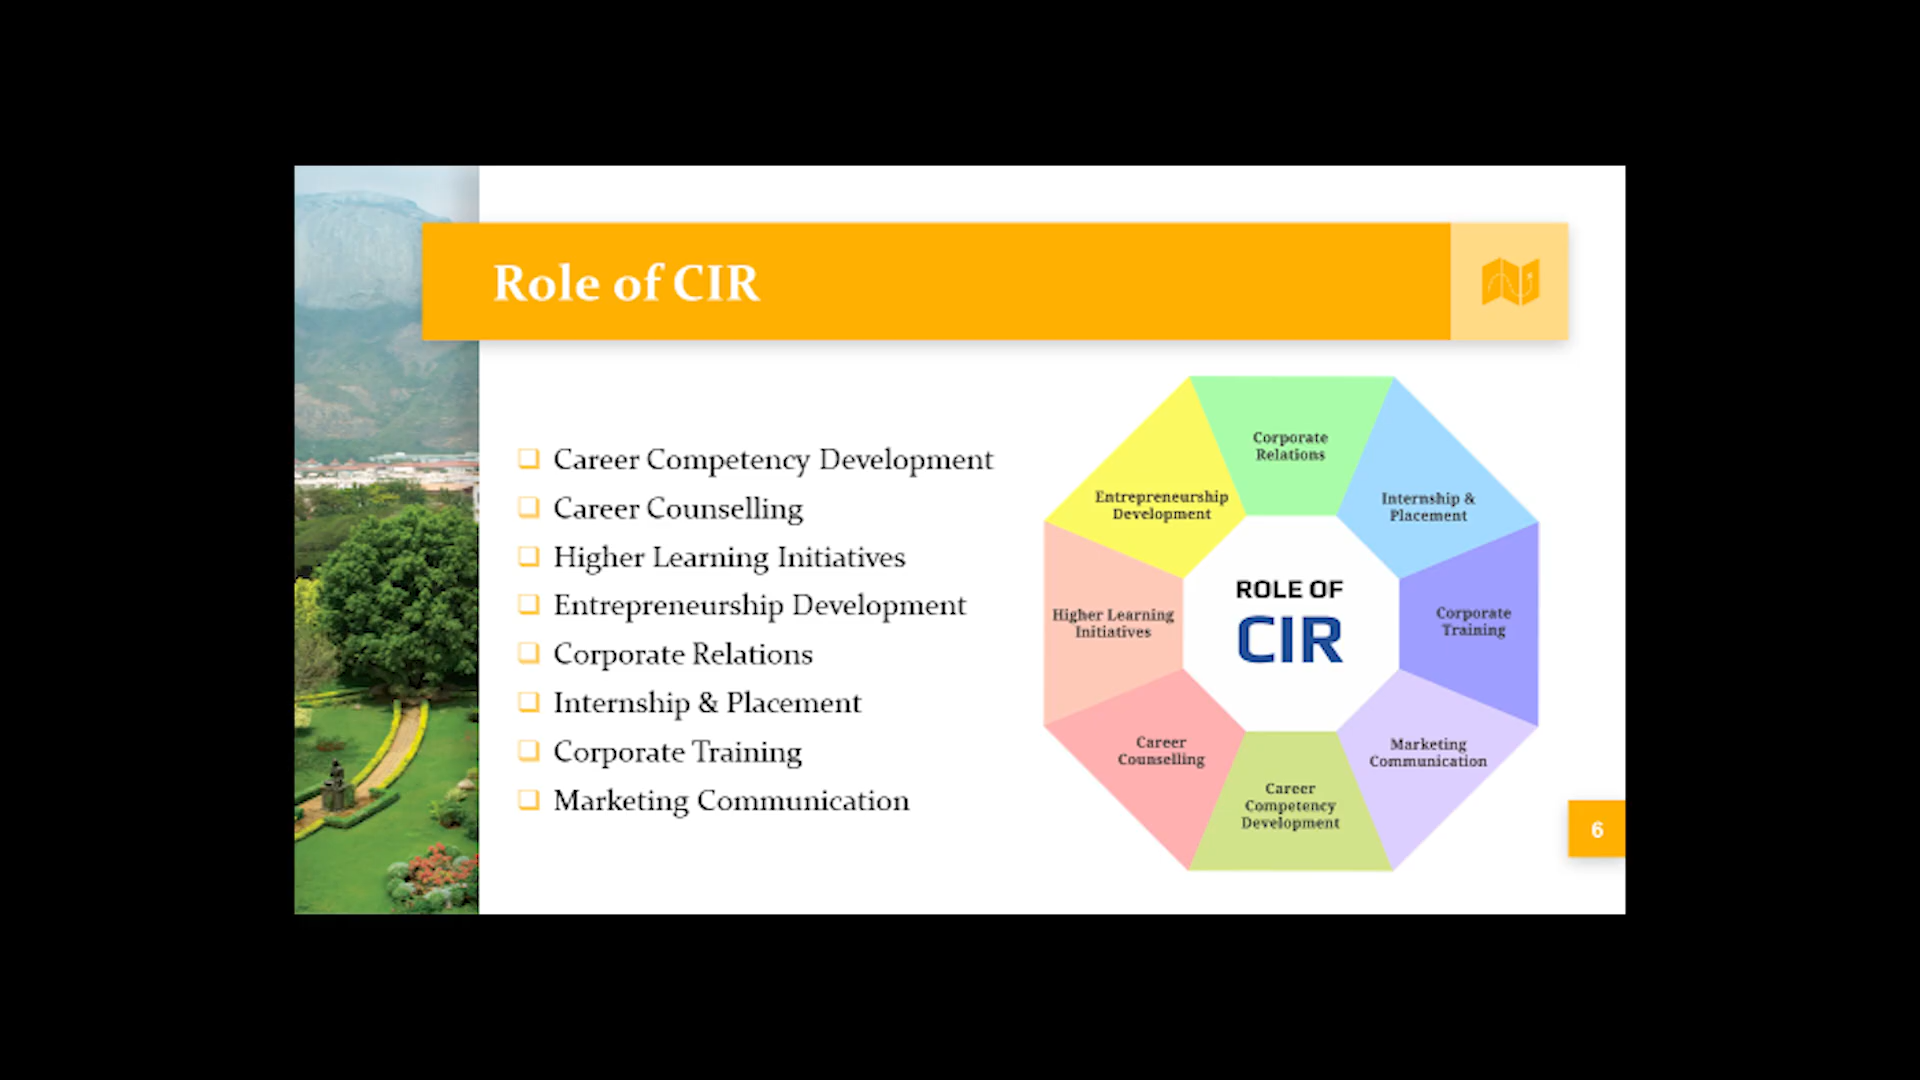 Role of CIR
Career Competency Development
Career Counselling
Higher Learning Initiatives
Entrepreneurship Development
Corporate Relations
Internship & Placement
Corporate Training
Marketing Communication
Corporate
Relations
Internship &
Placement
Corporate
Training
Marketing
Communication
Career
Competency
Development
Career
Counselling
Higher Learning
Initiatives
Entrepreneurship
Development
ROLE OF
CIR
6